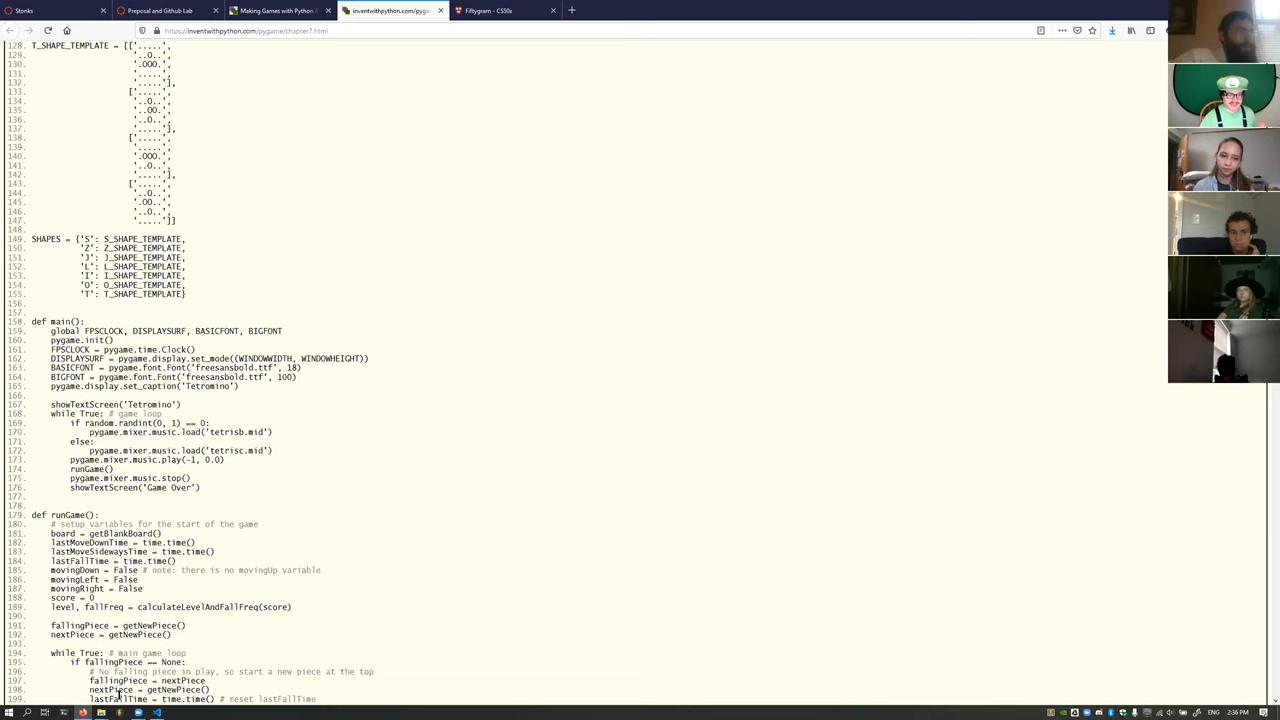 Stonks
Preposal and Github Lab
Making Games with Python &
inventwithpython.com/pygam
Fiftygram - CS50x
https://inventwithpython.com/pygame/chapter7.html
128. T_SHAPE_TEMPLATE = [['.....',
129. '..O..',
130. '.OOO.',
131. '.....',
132. '.....'],
133. ['.....',
134. '..O..',
135. '..OO.',
136. '..O..',
137. '.....'],
138. ['.....',
139. '.....',
140. '.OOO.',
141. '..O..',
142. '.....'],
143. ['.....',
144. '..O..',
145. '.OO..',
146. '..O..',
147. '.....']]
148.
149. SHAPES = {'S': S_SHAPE_TEMPLATE,
150. 'Z': Z_SHAPE_TEMPLATE,
151. 'J': J_SHAPE_TEMPLATE,
152. 'L': L_SHAPE_TEMPLATE,
153. 'I': I_SHAPE_TEMPLATE,
154. 'O': O_SHAPE_TEMPLATE,
155. 'T': T_SHAPE_TEMPLATE}
156.
157.
158. def main():
159. global FPSCLOCK, DISPLAYSURF, BASICFONT, BIGFONT
160. pygame.init()
161. FPSCLOCK = pygame.time.Clock()
162. DISPLAYSURF = pygame.display.set_mode((WINDOWWIDTH, WINDOWHEIGHT))
163. BASICFONT = pygame.font.Font('freesansbold.ttf', 18)
164. BIGFONT = pygame.font.Font('freesansbold.ttf', 100)
165. pygame.display.set_caption('Tetromino')
166.
167. showTextScreen('Tetromino')
168. while True: # game loop
169. if random.randint(0, 1) == 0:
170. pygame.mixer.music.load('tetrisb.mid')
171. else:
172. pygame.mixer.music.load('tetrisc.mid')
173. pygame.mixer.music.play(-1, 0.0)
174. runGame()
175. pygame.mixer.music.stop()
176. showTextScreen('Game Over')
177.
178.
179. def runGame():
180. # setup variables for the start of the game
181. board = getBlankBoard()
182. lastMoveDownTime = time.time()
183. lastMoveSidewaysTime = time.time()
184. lastFallTime = time.time()
185. movingDown = False # note: there is no movingUp variable
186. movingLeft = False
187. movingRight = False
188. score = 0
189. level, fallFreq = calculateLevelAndFallFreq(score)
190.
191. fallingPiece = getNewPiece()
192. nextPiece = getNewPiece()
193.
194. while True: # main game loop
195. if fallingPiece == None:
196. # No falling piece in play, so start a new piece at the top
197. fallingPiece = nextPiece
198. nextPiece = getNewPiece()
199. lastFallTime = time.time() # reset lastFallTime
ENG 2:36 PM